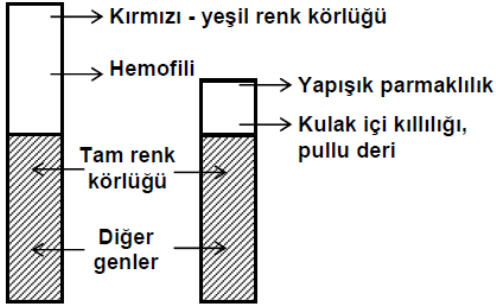 Kırmızı - yeşil renk körlüğü
Hemofili
Yapışık parmaklılık
Kulak içi kıllılığı,
pullu deri
Tam renk
körlüğü
Diğer
genler